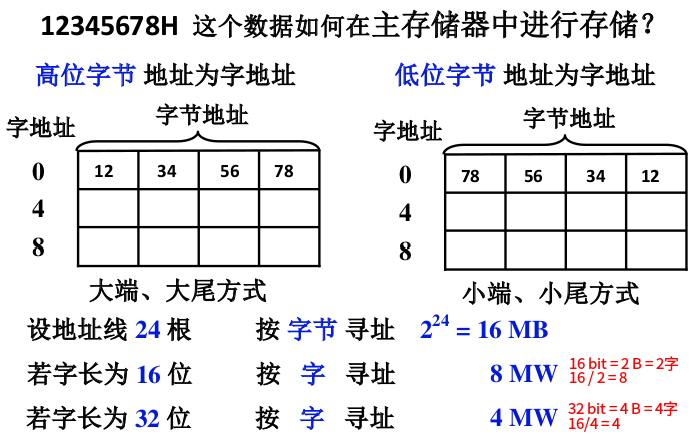 12345678H 这个数据如何在主存储器中进行存储？
高位字节 地址为字地址
低位字节 地址为字地址
字地址 字节地址
0 12 34 56 78
4
8
大端、大尾方式
字地址 字节地址
0 78 56 34 12
4
8
小端、小尾方式
设地址线 24 根 按 字节 寻址 2^24 = 16 MB
若字长为 16 位 按 字 寻址 8 MW
16 bit = 2 B = 2字
16 / 2 = 8
若字长为 32 位 按 字 寻址 4 MW
32 bit = 4 B = 4字
16/4 = 4